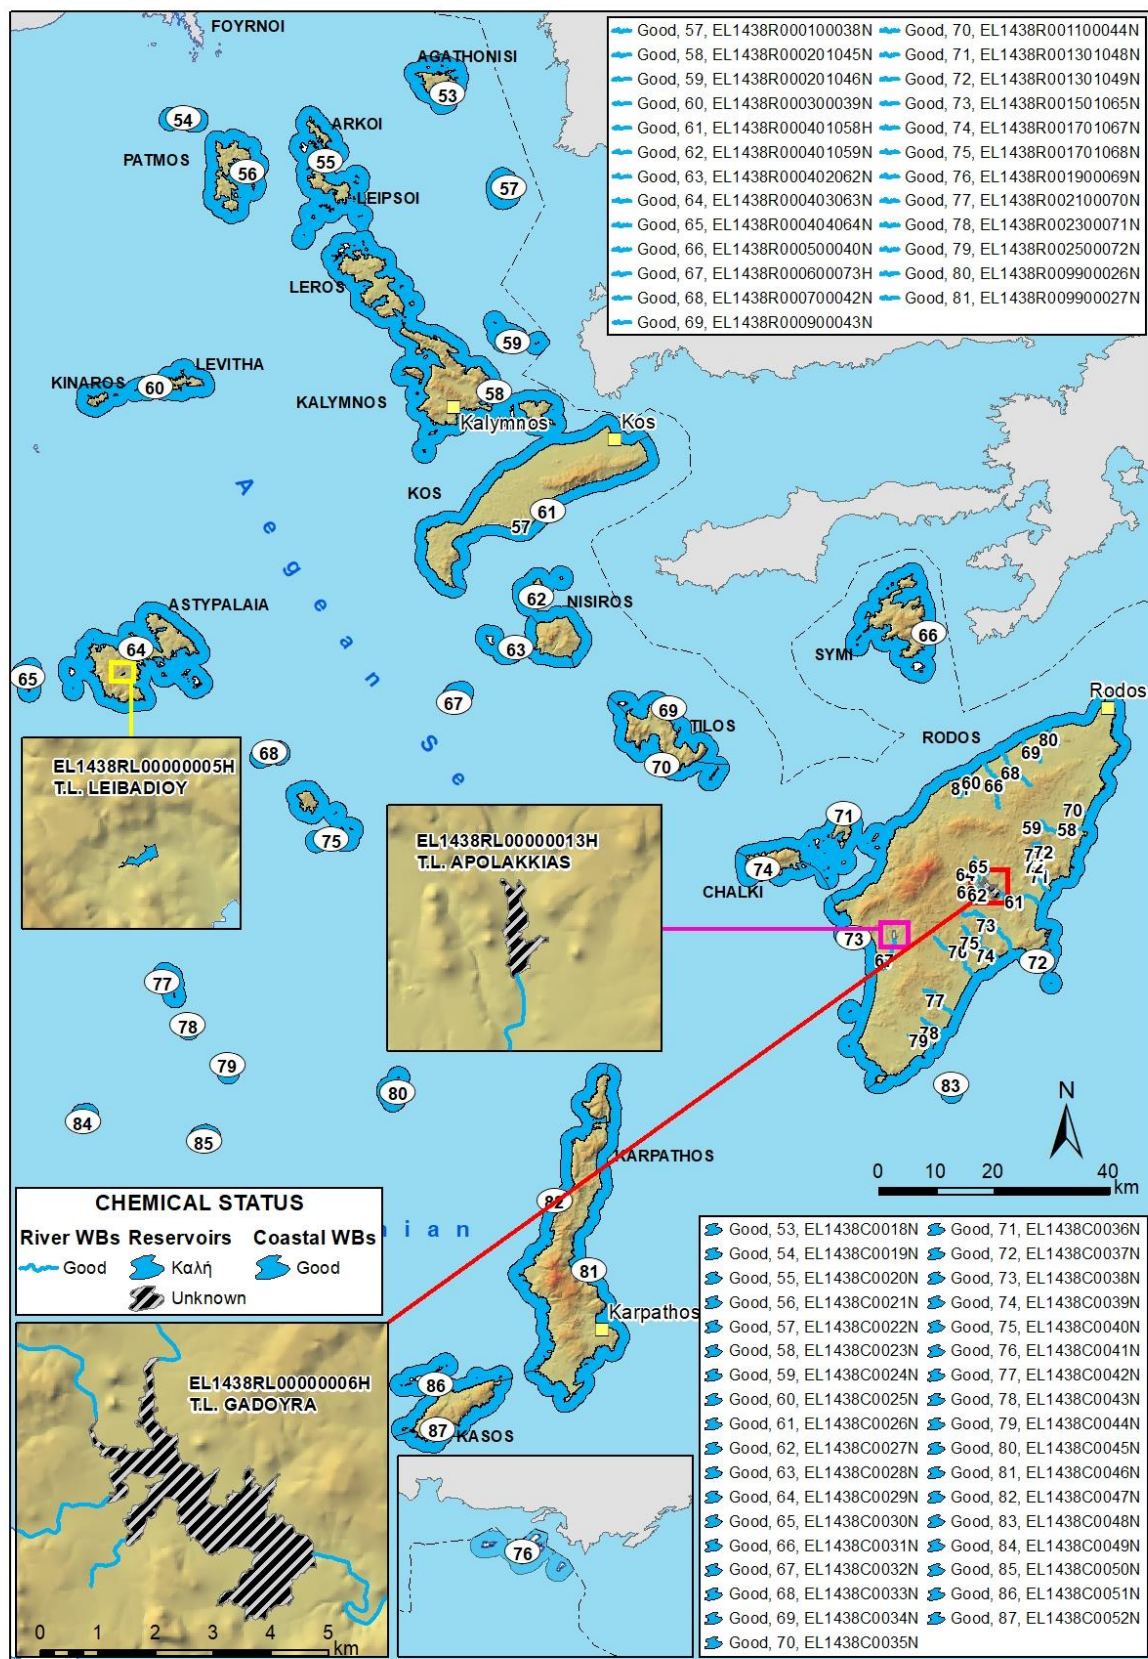 FOYRNOI
AGATHONISI
53
54
ARKOI
PATMOS
55
56
57
LEIPSOI
LEROS
59
LEVITHA
KINAROS
60
KALYMNOS
58
Kalymnos
Kos
KOS
61
57
Aegean Se
62
NISIROS
63
ASTYPALAIA
64
65
66
SYMI
67
69
TILOS
70
68
75
Rodos
RODOS
80
69
68
60
66
70
59
58
72
65
64
62
61
71
74
CHALKI
73
67
73
75
74
72
77
78
79
83
EL1438RL00000005H
T.L. LEIBADIOY
EL1438RL00000013H
T.L. APOLAKKIAS
77
78
79
80
84
85
N
0 10 20 40
km
KARPATHOS
82
nian
81
Karpathos
86
87
KASOS
76
Good, 57, EL1438R000100038N
Good, 58, EL1438R000201045N
Good, 59, EL1438R000201046N
Good, 60, EL1438R000300039N
Good, 61, EL1438R000401058H
Good, 62, EL1438R000401059N
Good, 63, EL1438R000402062N
Good, 64, EL1438R000403063N
Good, 65, EL1438R000404064N
Good, 66, EL1438R000500040N
Good, 67, EL1438R000600073H
Good, 68, EL1438R000700042N
Good, 69, EL1438R000900043N
Good, 70, EL1438R001100044N
Good, 71, EL1438R001301048N
Good, 72, EL1438R001301049N
Good, 73, EL1438R001501065N
Good, 74, EL1438R001701067N
Good, 75, EL1438R001701068N
Good, 76, EL1438R001900069N
Good, 77, EL1438R002100070N
Good, 78, EL1438R002300071N
Good, 79, EL1438R002500072N
Good, 80, EL1438R009900026N
Good, 81, EL1438R009900027N
CHEMICAL STATUS
River WBs Reservoirs Coastal WBs
Good Καλή Good
Unknown
EL1438RL00000006H
T.L. GADOYRA
0 1 2 3 4 5
km
Good, 53, EL1438C0018N
Good, 54, EL1438C0019N
Good, 55, EL1438C0020N
Good, 56, EL1438C0021N
Good, 57, EL1438C0022N
Good, 58, EL1438C0023N
Good, 59, EL1438C0024N
Good, 60, EL1438C0025N
Good, 61, EL1438C0026N
Good, 62, EL1438C0027N
Good, 63, EL1438C0028N
Good, 64, EL1438C0029N
Good, 65, EL1438C0030N
Good, 66, EL1438C0031N
Good, 67, EL1438C0032N
Good, 68, EL1438C0033N
Good, 69, EL1438C0034N
Good, 70, EL1438C0035N
Good, 71, EL1438C0036N
Good, 72, EL1438C0037N
Good, 73, EL1438C0038N
Good, 74, EL1438C0039N
Good, 75, EL1438C0040N
Good, 76, EL1438C0041N
Good, 77, EL1438C0042N
Good, 78, EL1438C0043N
Good, 79, EL1438C0044N
Good, 80, EL1438C0045N
Good, 81, EL1438C0046N
Good, 82, EL1438C0047N
Good, 83, EL1438C0048N
Good, 84, EL1438C0049N
Good, 85, EL1438C0050N
Good, 86, EL1438C0051N
Good, 87, EL1438C0052N